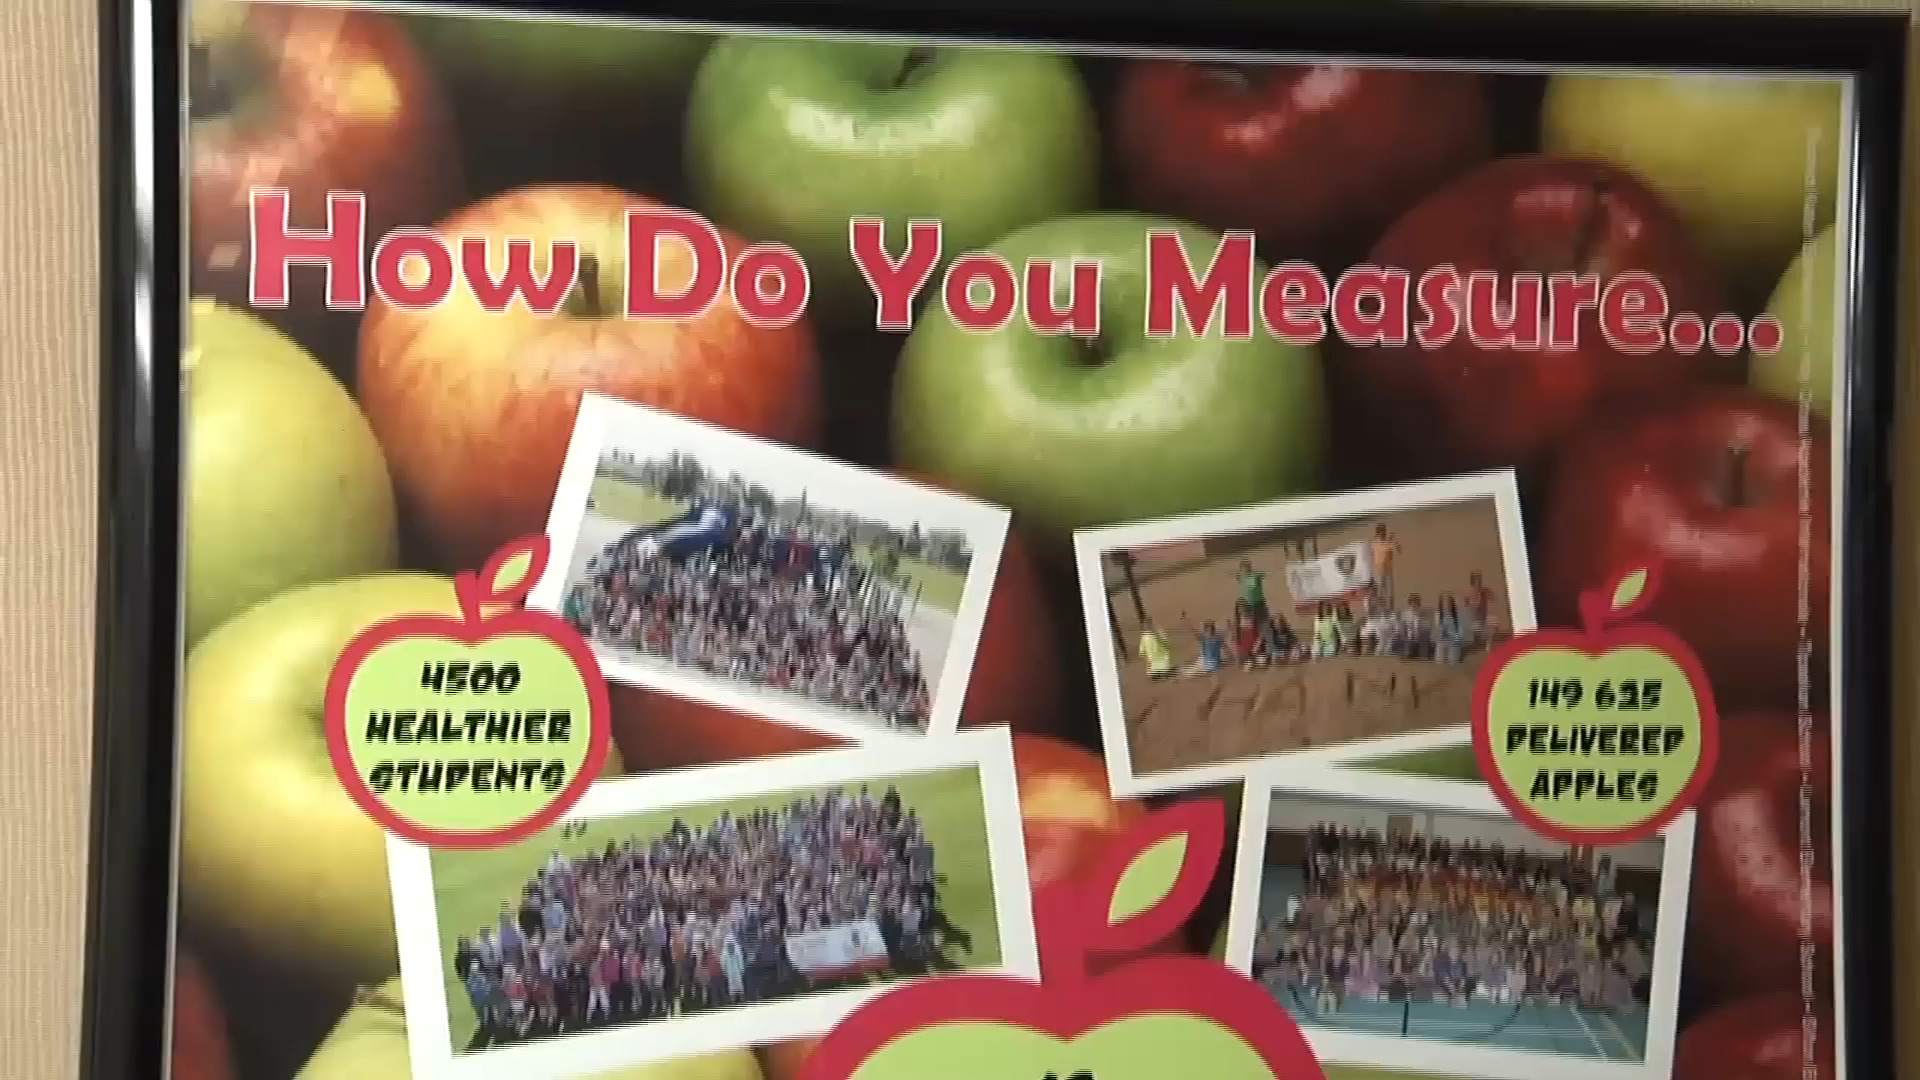 How Do You Measure...
4500
HEALTHIER
STUDENTS
149 625
DELIVERED
APPLES